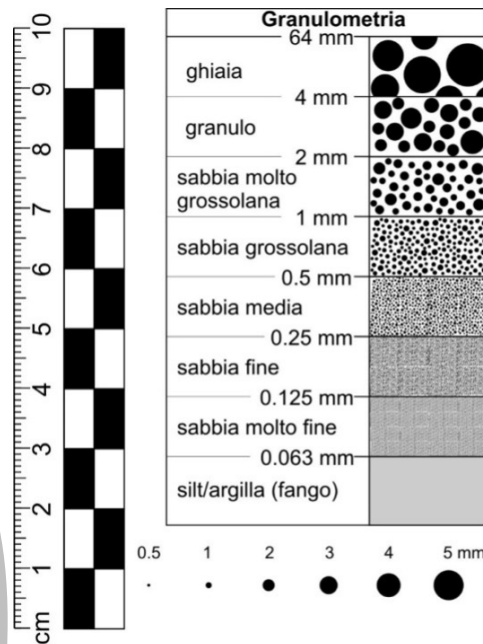 Granulometria
64 mm
ghiaia
4 mm
granulo
2 mm
sabbia molto
grossolana
1 mm
sabbia grossolana
0.5 mm
sabbia media
0.25 mm
sabbia fine
0.125 mm
sabbia molto fine
0.063 mm
silt/argilla (fango)
0.5 1 2 3 4 5 mm
10
9
8
7
6
5
4
3
2
1
cm